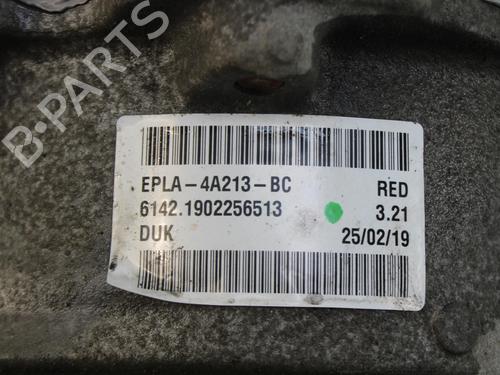 B-PARTS
EPLA-4A213-BC RED
6142.1902256513 3.21
DUK 25/02/19